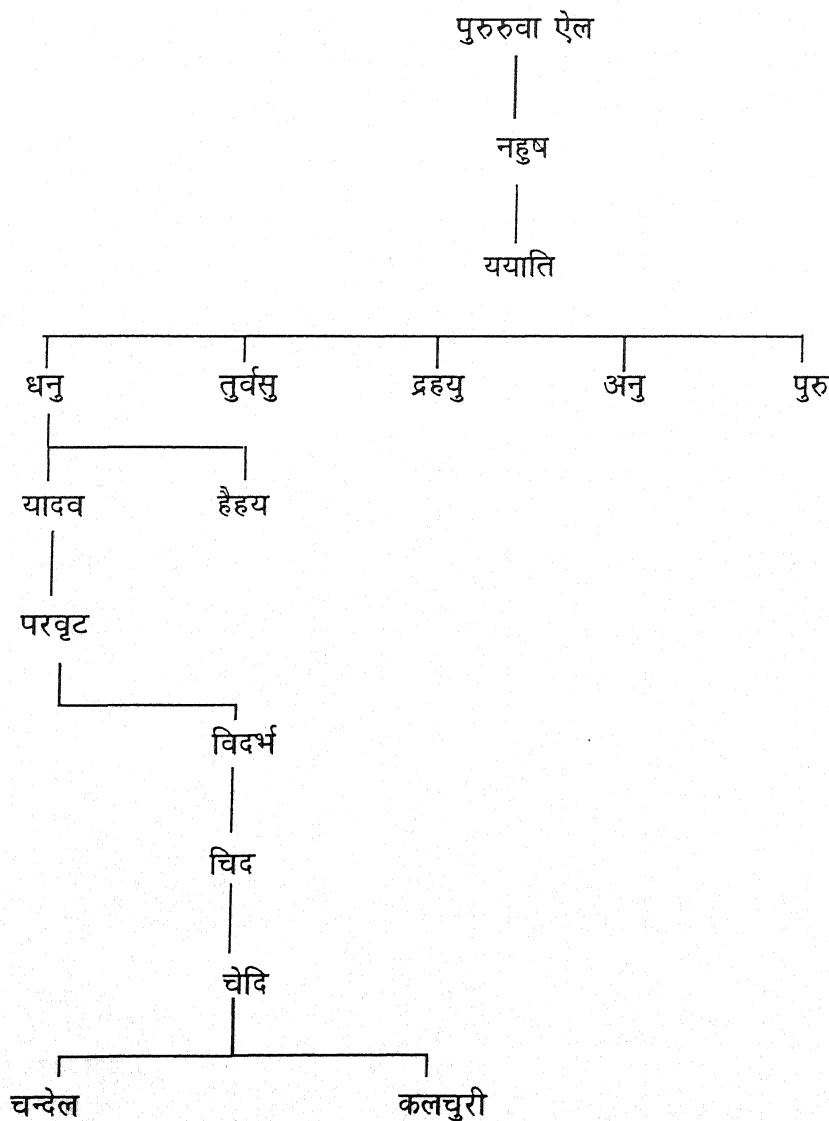 पुरुरुवा ऐल
नहुष
ययाति
धनु तुर्वसु द्रहयु अनु पुरु
यादव हैहय
परवृट
विदर्भ
चिद
चेदि
चन्देल कलचुरी